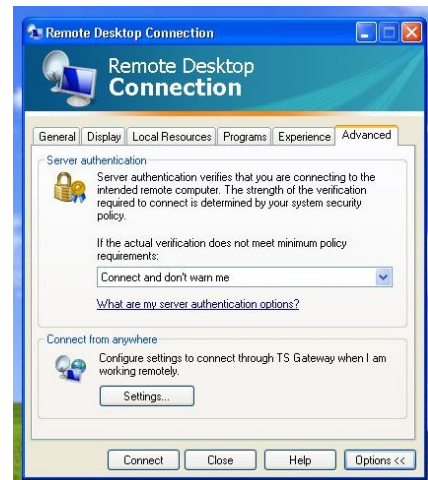 Remote Desktop Connection
Remote Desktop
Connection
General Display Local Resources Programs Experience Advanced
Server authentication
Server authentication verifies that you are connecting to the
intended remote computer. The strength of the verification
required to connect is determined by your system security
policy.
If the actual verification does not meet minimum policy
requirements:
Connect and don't warn me
What are my server authentication options?
Connect from anywhere
Configure settings to connect through TS Gateway when I am
working remotely.
Settings...
Connect Close Help Options <<